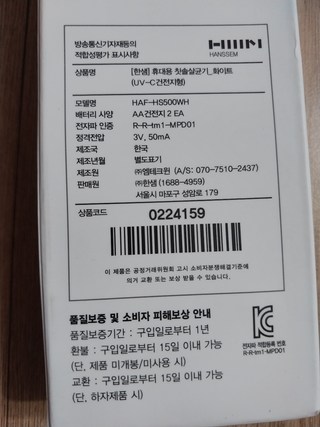 방송통신기자재등의
적합성평가 표시사항
HANSSEM
상품명 [한샘] 휴대용 칫솔살균기_화이트
(UV-C건전지형)
모델명 HAF-HS500WH
배터리 사양 AA건전지 2 EA
전자파 인증 R-R-tm1-MPD01
정격전압 3V, 50mA
제조국 한국
제조년월 별도표기
제조원 ㈜엠테크윈 (A/S: 070-7510-2437)
판매원 ㈜한샘 (1688-4959)
서울시 마포구 성암로 179
상품코드 0224159
이 제품은 공정거래위원회 고시 소비자분쟁해결기준에
의거 교환 또는 보상 받을 수 있습니다.
품질보증 및 소비자 피해보상 안내
품질보증기간 : 구입일로부터 1년
환불 : 구입일로부터 15일 이내 가능
(단, 제품 미개봉/미사용 시)
교환 : 구입일로부터 15일 이내 가능
(단, 하자제품 시)
전자파 적합등록 번호
R-R-tm1-MPD01